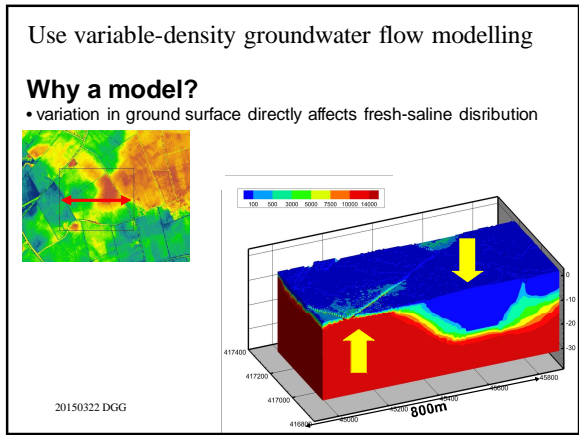 Use variable-density groundwater flow modelling
Why a model?
• variation in ground surface directly affects fresh-saline disribution
100 500 3000 5000 7500 10000 14000
0
-10
-20
-30
417400
417200
417000
416800
45000
45200
45400
45600
45800
800m
20150322 DGG